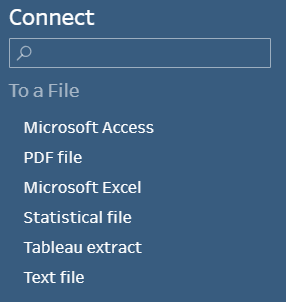 Connect
To a File
Microsoft Access
PDF file
Microsoft Excel
Statistical file
Tableau extract
Text file